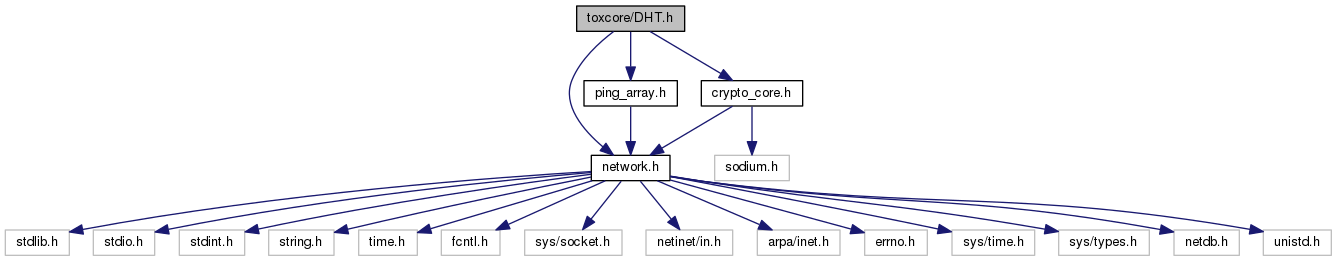 toxcore/DHT.h
ping_array.h
crypto_core.h
network.h
sodium.h
stdlib.h
stdio.h
stdint.h
string.h
time.h
fcntl.h
sys/socket.h
netinet/in.h
arpa/inet.h
errno.h
sys/time.h
sys/types.h
netdb.h
unistd.h